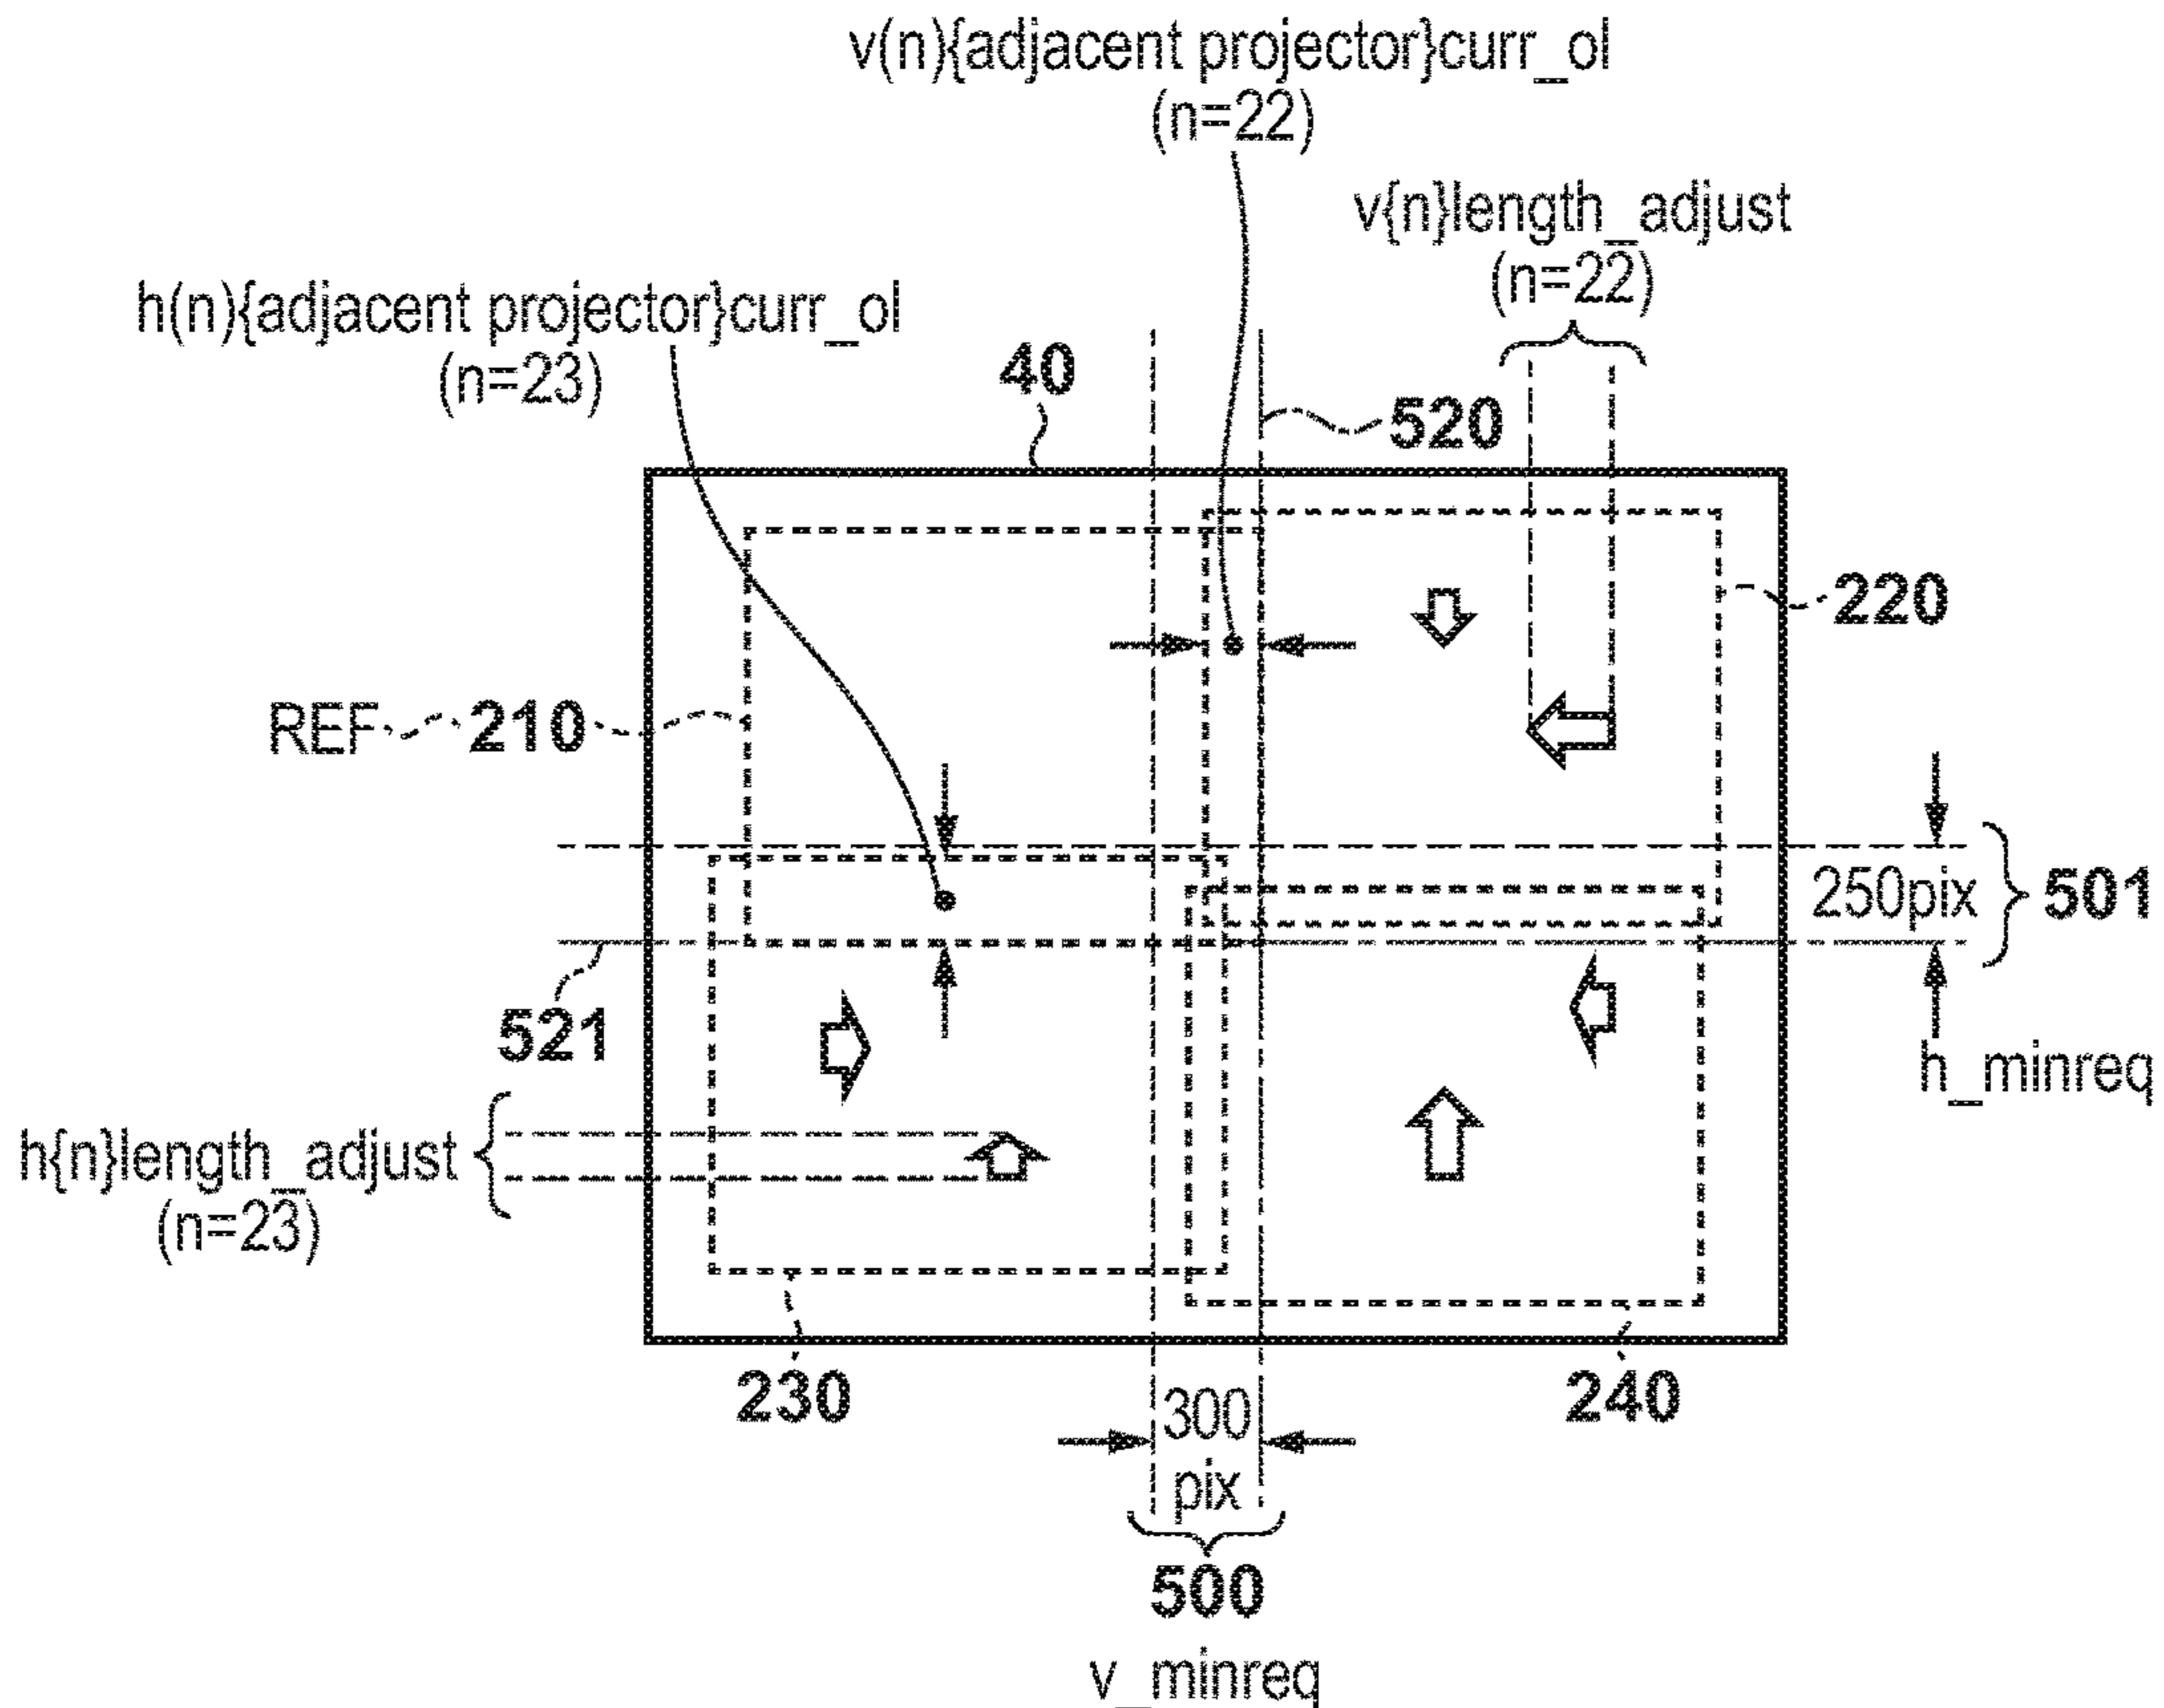 v(n){adjacent projector}curr_ol
(n=22)
v{n}length_adjust
(n=22)
h(n){adjacent projector}curr_ol
(n=23)
40
520
220
REF
210
250pix
501
521
h_minreq
h{n}length_adjust
(n=23)
230
240
300
pix
500
v_minreq